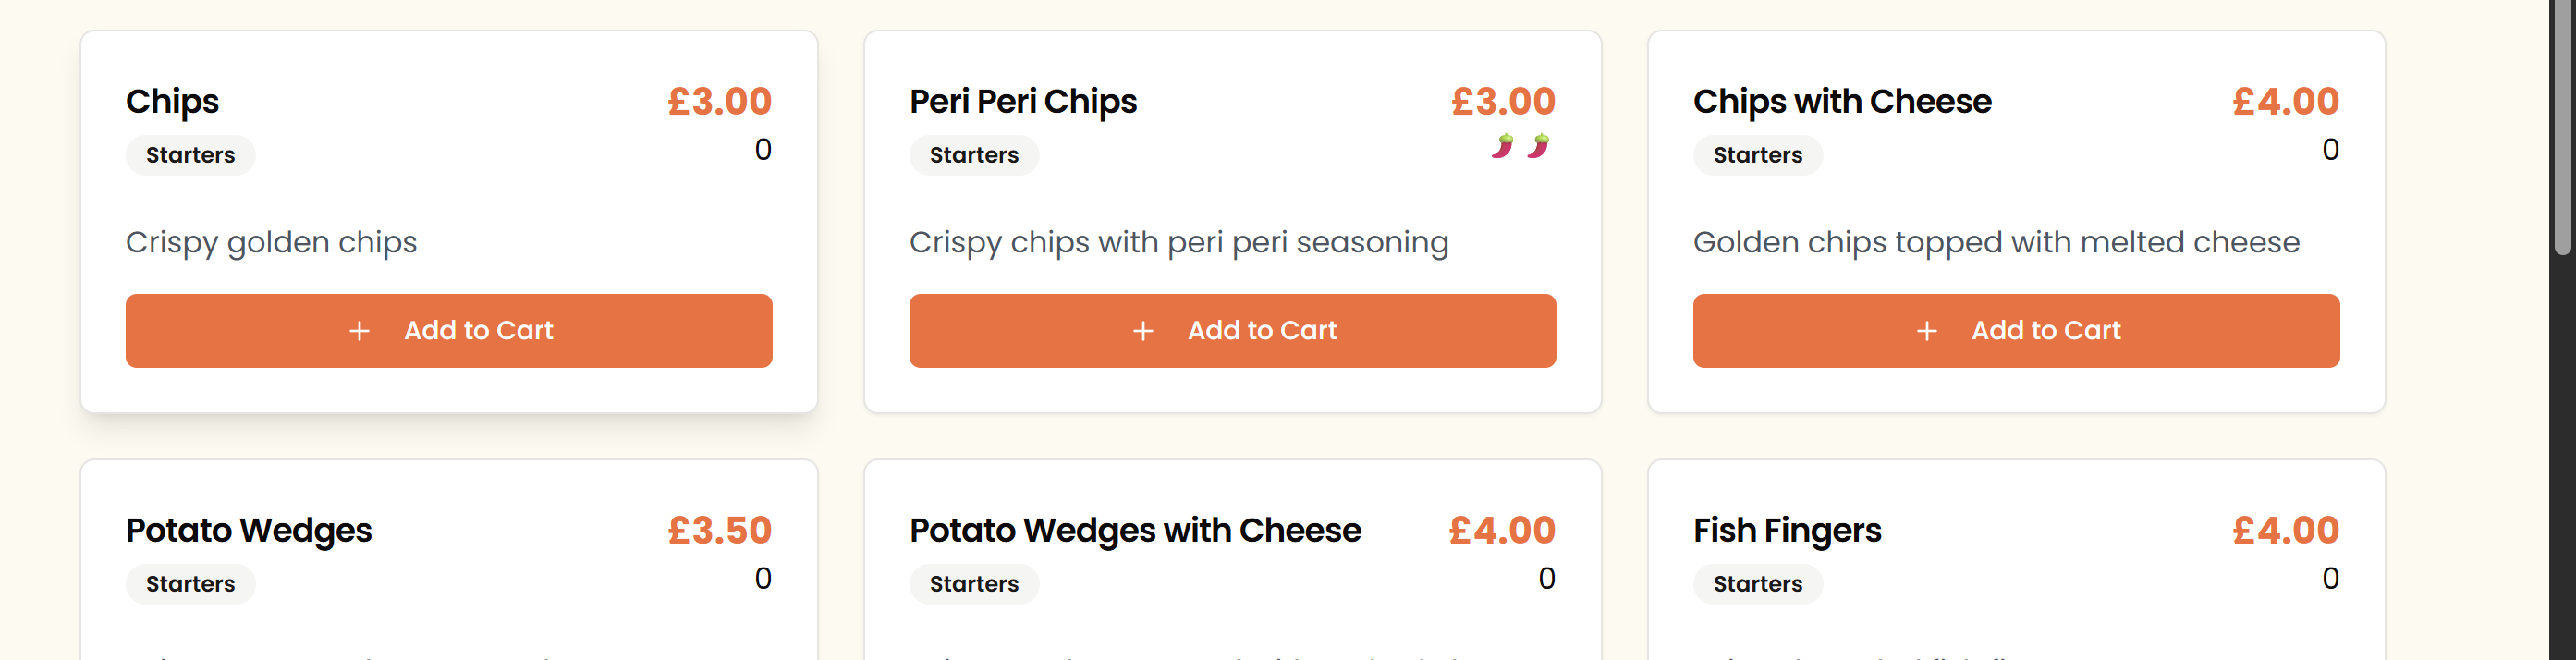 Chips
£3.00
Starters
0
Crispy golden chips
+ Add to Cart
Peri Peri Chips
£3.00
Starters
Crispy chips with peri peri seasoning
+ Add to Cart
Chips with Cheese
£4.00
Starters
0
Golden chips topped with melted cheese
+ Add to Cart
Potato Wedges
£3.50
Starters
0
Potato Wedges with Cheese
£4.00
Starters
0
Fish Fingers
£4.00
Starters
0